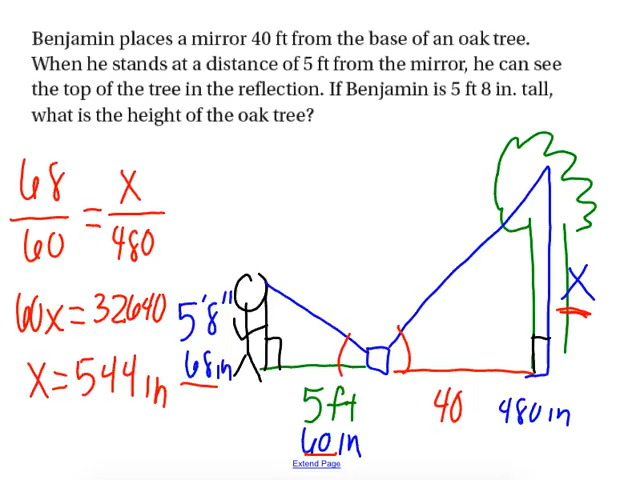 Benjamin places a mirror 40 ft from the base of an oak tree.
When he stands at a distance of 5 ft from the mirror, he can see
the top of the tree in the reflection. If Benjamin is 5 ft 8 in. tall,
what is the height of the oak tree?
68/60 = x/480
60x = 32640
x = 544 in
5'8"
68 in
5ft
60 in
40
480 in
x
Extend Page